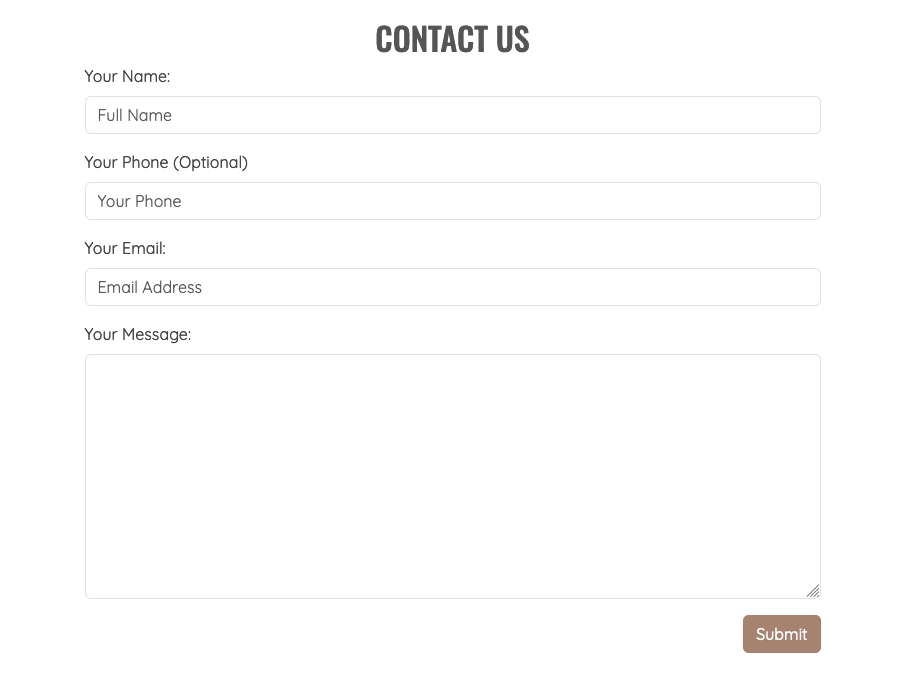 CONTACT US
Your Name:
Full Name
Your Phone (Optional)
Your Phone
Your Email:
Email Address
Your Message:
Submit